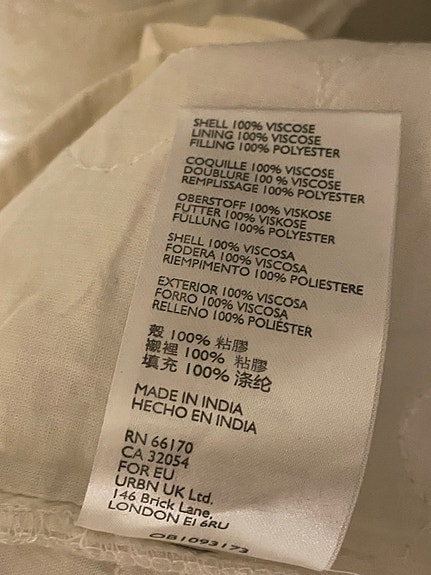 SHELL 100% VISCOSE
LINING 100% VISCOSE
FILLING 100% POLYESTER
COQUILLE 100% VISCOSE
DOUBLURE 100 % VISCOSE
REMPLISSAGE 100% POLYESTER
OBERSTOFF 100% VISKOSE
FUTTER 100% VISKOSE
FÜLLUNG 100% POLYESTER
SHELL 100% VISCOSA
FODERA 100% VISCOSA
RIEMPIMENTO 100% POLIESTERE
EXTERIOR 100% VISCOSA
FORRO 100% VISCOSA
RELLENO 100% POLIÉSTER
殼 100% 粘膠
襯裡 100% 粘膠
填充 100% 涤纶
MADE IN INDIA
HECHO EN INDIA
RN 66170
CA 32054
FOR EU
URBN UK Ltd.
146 Brick Lane,
LONDON E1 6RU
OB1093173